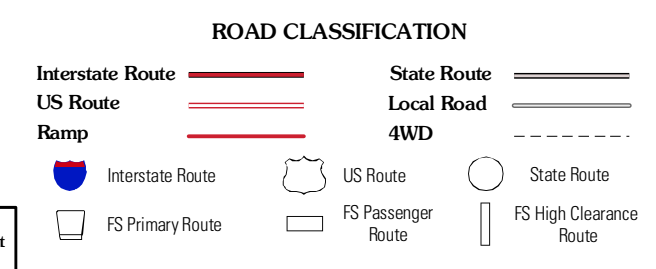 ROAD CLASSIFICATION
Interstate Route State Route
US Route Local Road
Ramp 4WD
Interstate Route US Route State Route
FS Primary Route
FS Passenger
Route
FS High Clearance
Route